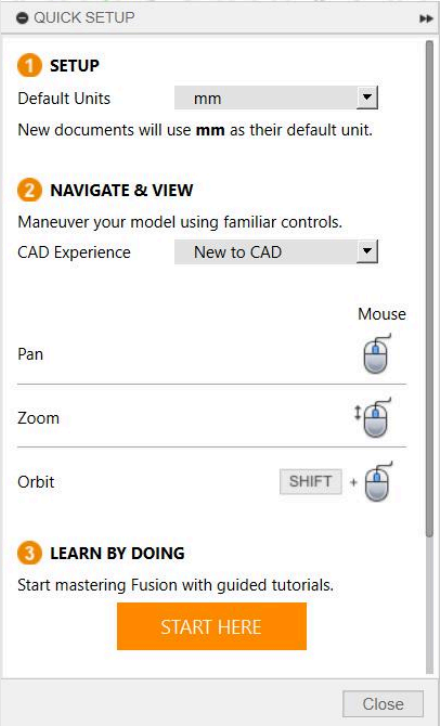 QUICK SETUP
1 SETUP
Default Units mm
New documents will use mm as their default unit.
2 NAVIGATE & VIEW
Maneuver your model using familiar controls.
CAD Experience New to CAD
Mouse
Pan
Zoom
Orbit SHIFT +
3 LEARN BY DOING
Start mastering Fusion with guided tutorials.
START HERE
Close